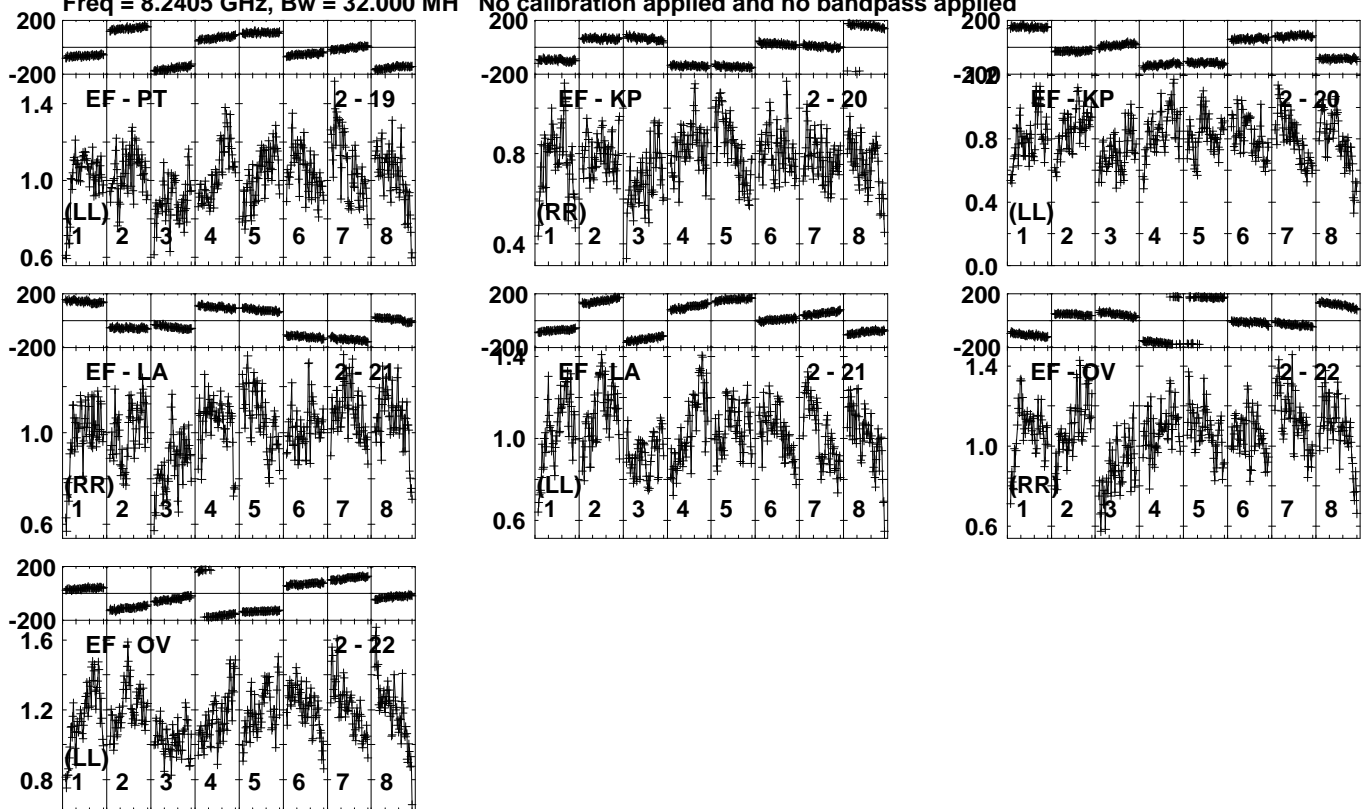 Freq = 8.2405 GHz, Bw = 32.000 MH No calibration applied and no bandpass applied
200
-200
EF - PT 2 - 19
1.4
1.0
(LL)
1 2 3 4 5 6 7 8
0.6
200
EF - KP 2 - 20
0.8
(RR)
1 2 3 4 5 6 7 8
0.4
200
-200
1.2
EF - KP 2 - 20
0.8
0.4
(LL)
1 2 3 4 5 6 7 8
0.0
200
-200
EF - LA 2 - 21
1.0
(RR)
1 2 3 4 5 6 7 8
0.6
200
-200
1.4
EF - LA 2 - 21
1.0
(LL)
1 2 3 4 5 6 7 8
0.6
200
-200
1.4
EF - OV 2 - 22
1.0
(RR)
1 2 3 4 5 6 7 8
0.6
200
-200
1.6
EF - OV 2 - 22
1.2
(LL)
0.8
1 2 3 4 5 6 7 8